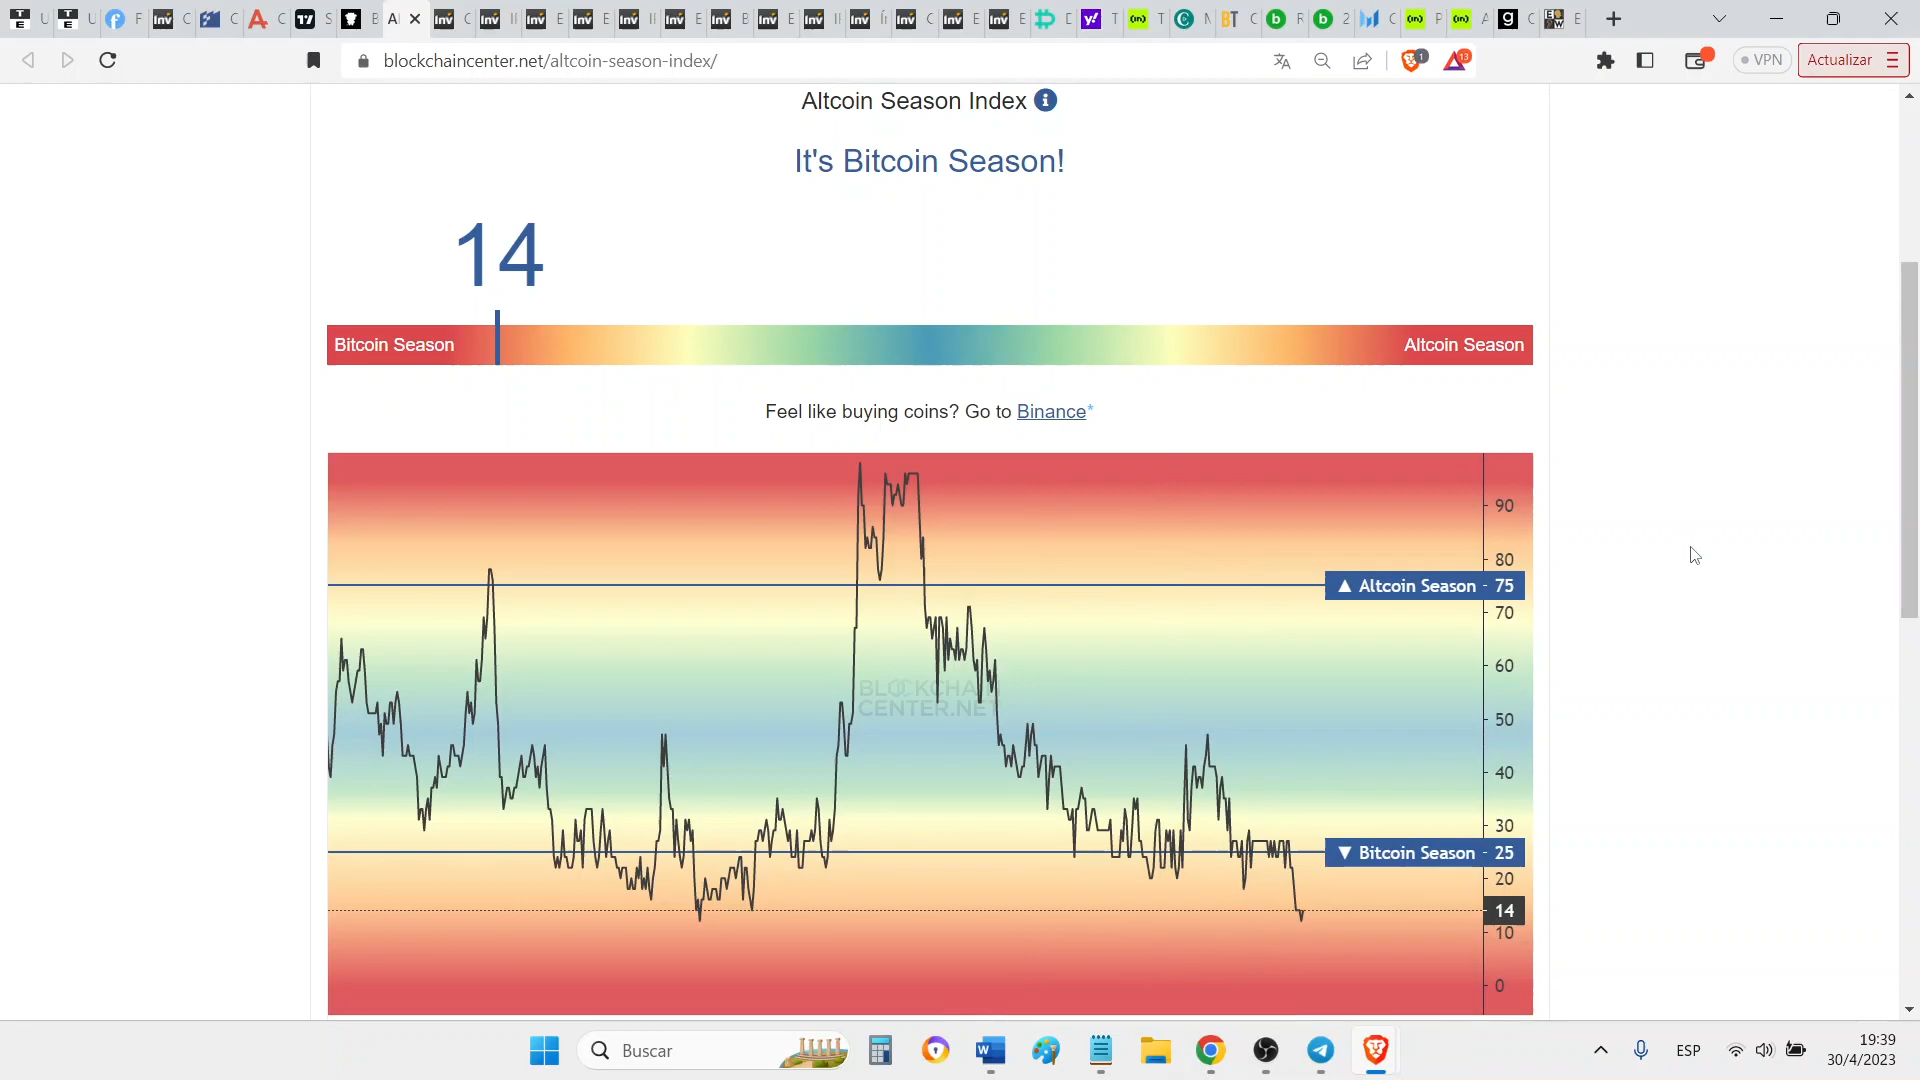 blockchaincenter.net/altcoin-season-index/
VPN
Actualizar
Altcoin Season Index
It's Bitcoin Season!
14
Bitcoin Season
Altcoin Season
Feel like buying coins? Go to Binance*
90
80
▲ Altcoin Season - 75
70
60
BLOCKCHAIN
CENTER.NET
50
40
30
▼ Bitcoin Season - 25
20
14
10
0
Buscar
ESP
19:39
30/4/2023